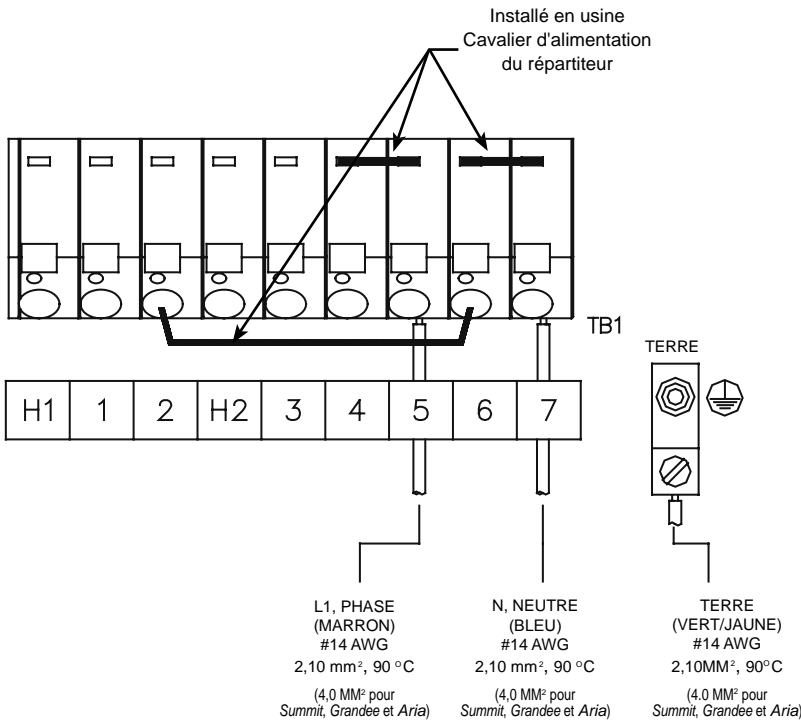 Installé en usine
Cavalier d'alimentation
du répartiteur
TB1
TERRE
H1 1 2 H2 3 4 5 6 7
L1, PHASE
(MARRON)
#14 AWG
2,10 mm², 90 °C
(4,0 MM² pour
Summit, Grandee et Aria)
N, NEUTRE
(BLEU)
#14 AWG
2,10 mm², 90 °C
(4,0 MM² pour
Summit, Grandee et Aria)
TERRE
(VERT/JAUNE)
#14 AWG
2,10MM², 90°C
(4.0 MM² pour
Summit, Grandee et Aria)